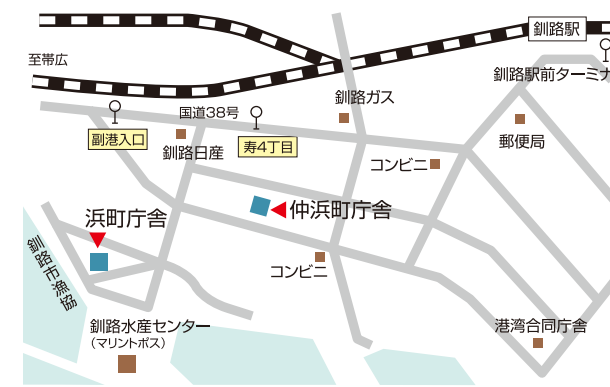 釧路駅
至帯広
釧路駅前ターミナ
釧路ガス
国道38号
副港入口
寿4丁目
郵便局
釧路日産
コンビニ
仲浜町庁舎
浜町庁舎
釧路市漁協
コンビニ
釧路水産センター
(マリントポス)
港湾合同庁舎